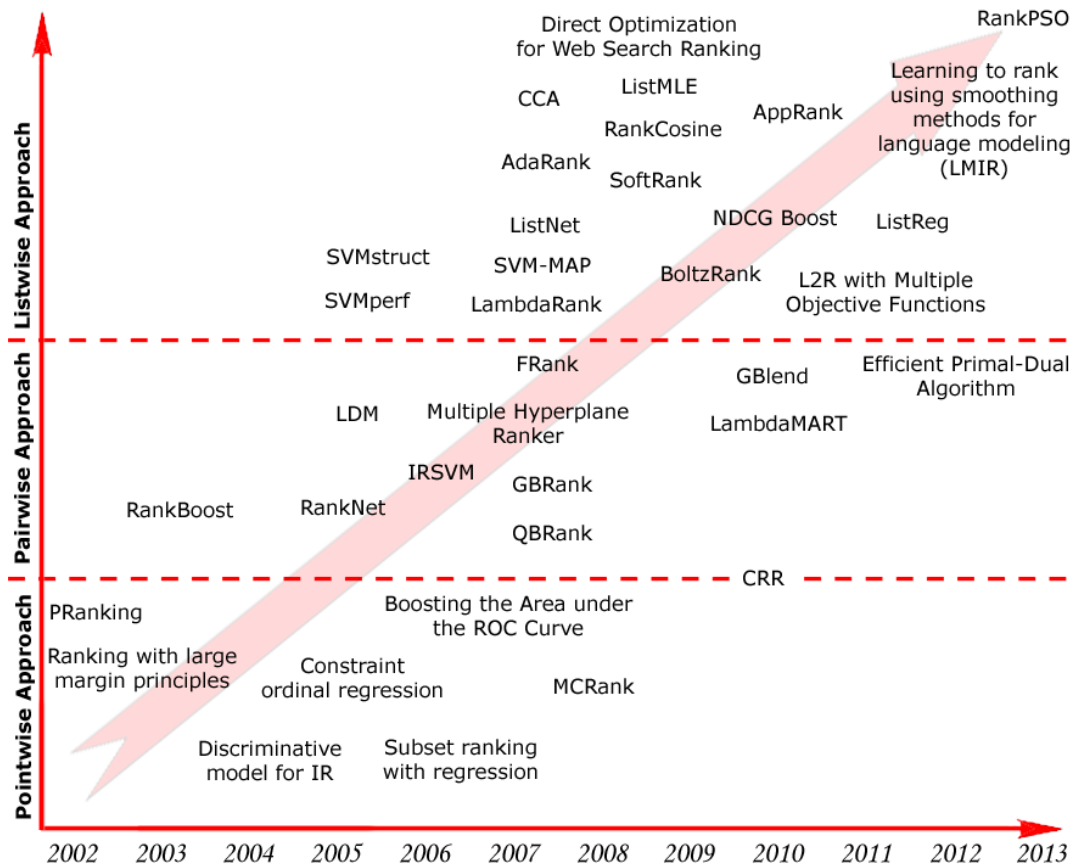 Direct Optimization
for Web Search Ranking
RankPSO
CCA
ListMLE
AppRank
Learning to rank
using smoothing
methods for
language modeling
(LMIR)
RankCosine
AdaRank
SoftRank
ListNet
NDCG Boost
ListReg
SVMstruct
SVM-MAP
BoltzRank
L2R with Multiple
Objective Functions
SVMperf
LambdaRank
Listwise Approach
FRank
GBlend
Efficient Primal-Dual
Algorithm
LDM
Multiple Hyperplane
Ranker
LambdaMART
IRSVM
GBRank
RankBoost
RankNet
QBRank
Pairwise Approach
CRR
PRanking
Boosting the Area under
the ROC Curve
Ranking with large
margin principles
Constraint
ordinal regression
MCRank
Discriminative
model for IR
Subset ranking
with regression
Pointwise Approach
2002 2003 2004 2005 2006 2007 2008 2009 2010 2011 2012 2013